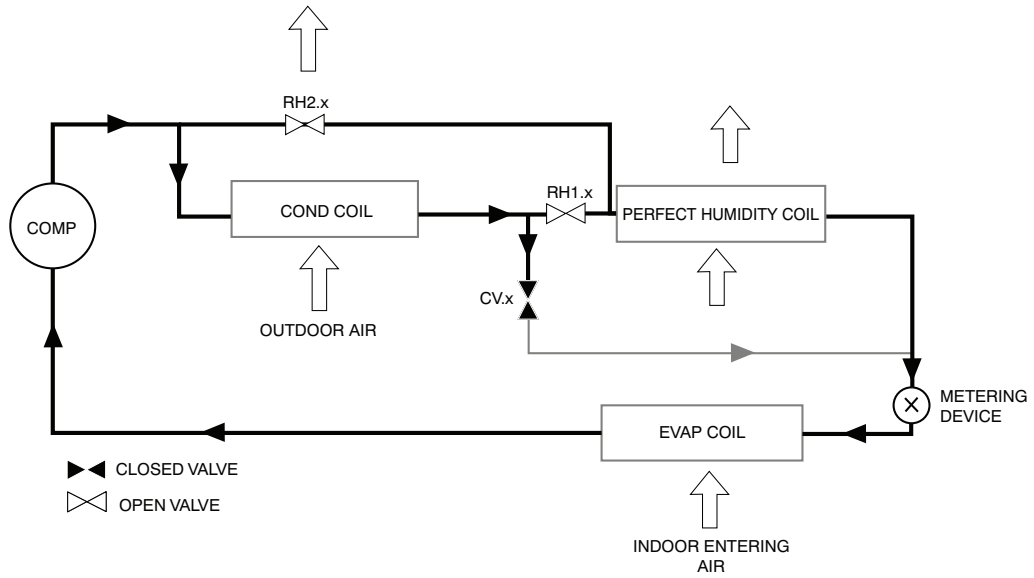 RH2.x
COMP
COND COIL
RH1.x
PERFECT HUMIDITY COIL
CV.x
OUTDOOR AIR
METERING
DEVICE
EVAP COIL
CLOSED VALVE
OPEN VALVE
INDOOR ENTERING
AIR